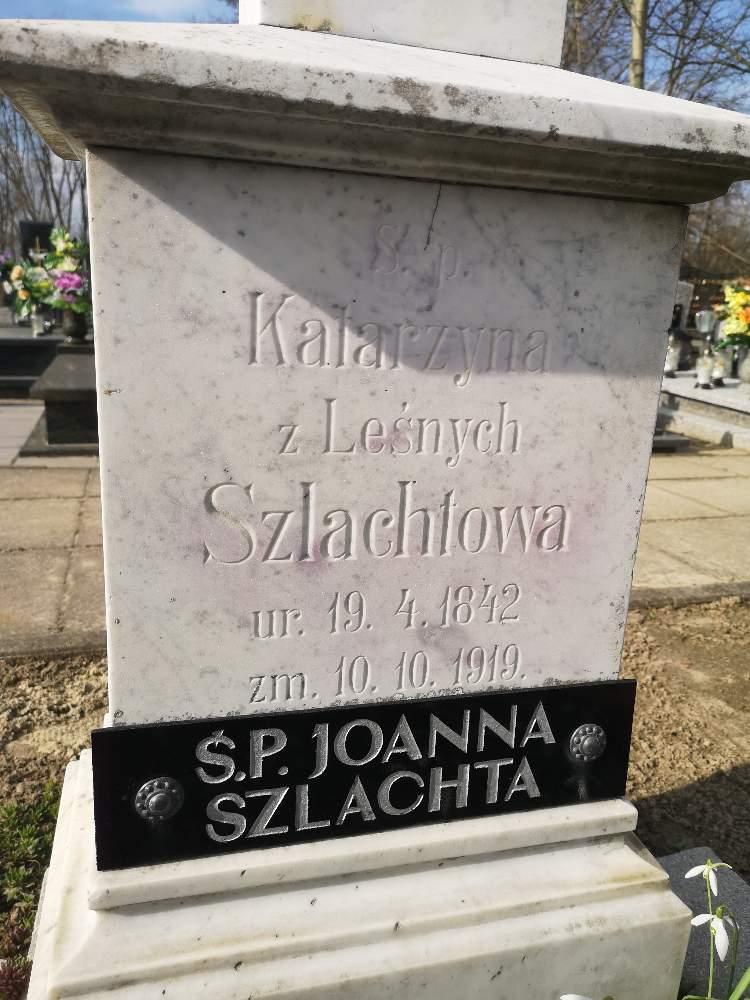 Ś. p.
Katarzyna
z Leśnych
Szlachtowa
ur. 19. 4. 1842
zm. 10. 10. 1919.
Ś.P. JOANNA
SZLACHTA